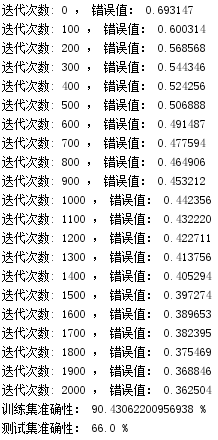 迭代次数: 0 , 错误值: 0.693147
迭代次数: 100 , 错误值: 0.600314
迭代次数: 200 , 错误值: 0.568568
迭代次数: 300 , 错误值: 0.544346
迭代次数: 400 , 错误值: 0.524256
迭代次数: 500 , 错误值: 0.506888
迭代次数: 600 , 错误值: 0.491487
迭代次数: 700 , 错误值: 0.477594
迭代次数: 800 , 错误值: 0.464906
迭代次数: 900 , 错误值: 0.453212
迭代次数: 1000 , 错误值: 0.442356
迭代次数: 1100 , 错误值: 0.432220
迭代次数: 1200 , 错误值: 0.422711
迭代次数: 1300 , 错误值: 0.413756
迭代次数: 1400 , 错误值: 0.405294
迭代次数: 1500 , 错误值: 0.397274
迭代次数: 1600 , 错误值: 0.389653
迭代次数: 1700 , 错误值: 0.382395
迭代次数: 1800 , 错误值: 0.375469
迭代次数: 1900 , 错误值: 0.368846
迭代次数: 2000 , 错误值: 0.362504
训练集准确性: 90.43062200956938 %
测试集准确性: 66.0 %